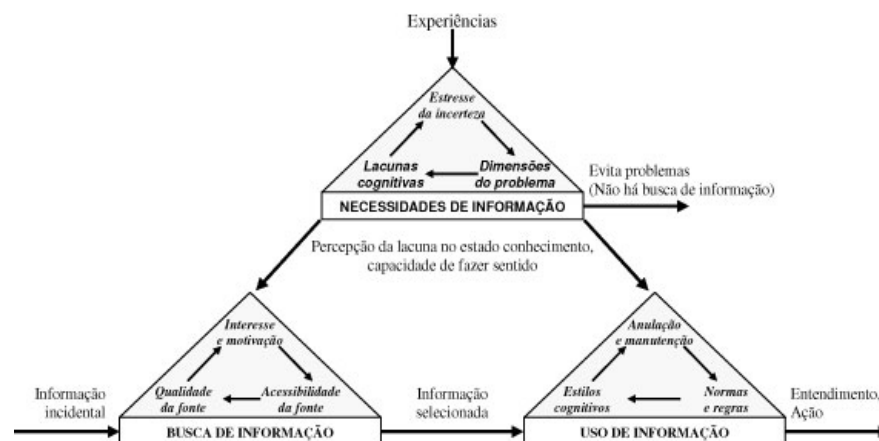 Experiências
Estresse
da incerteza
Lacunas
cognitivas
Dimensões
do problema
NECESSIDADES DE INFORMAÇÃO
Evita problemas
(Não há busca de informação)
Percepção da lacuna no estado conhecimento,
capacidade de fazer sentido
Interesse
e motivação
Qualidade
da fonte
Acessibilidade
da fonte
Informação
incidental
BUSCA DE INFORMAÇÃO
Informação
selecionada
Anulação
e manutenção
Estilos
cognitivos
Normas
e regras
USO DE INFORMAÇÃO
Entendimento,
Ação